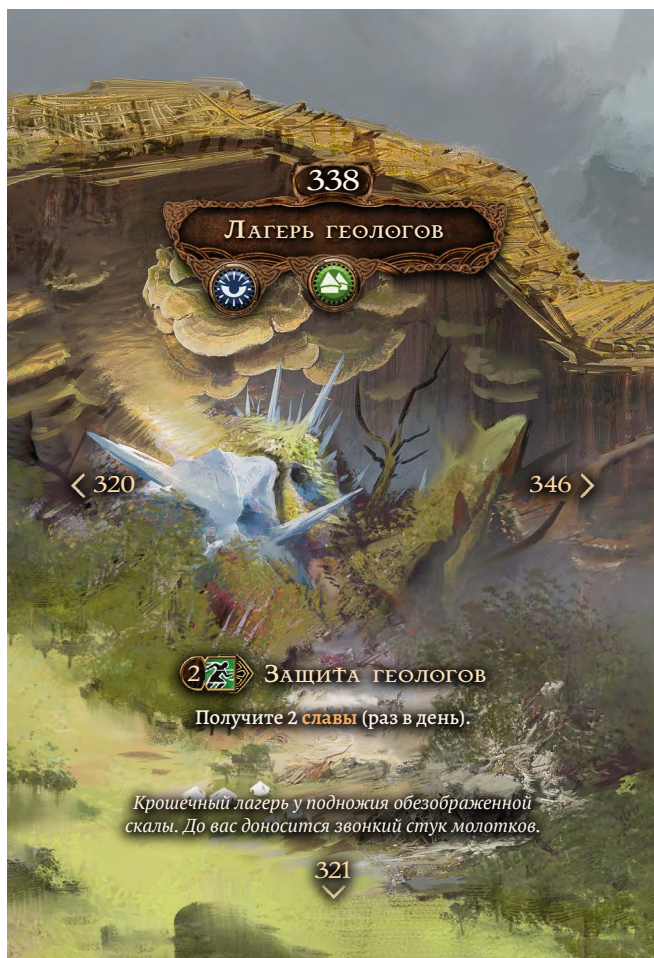 338
Лагерь геологов
320
346
2 Защита геологов
Получите 2 славы (раз в день).
Крошечный лагерь у подножия обезображенной
скалы. До вас доносится звонкий стук молотков.
321